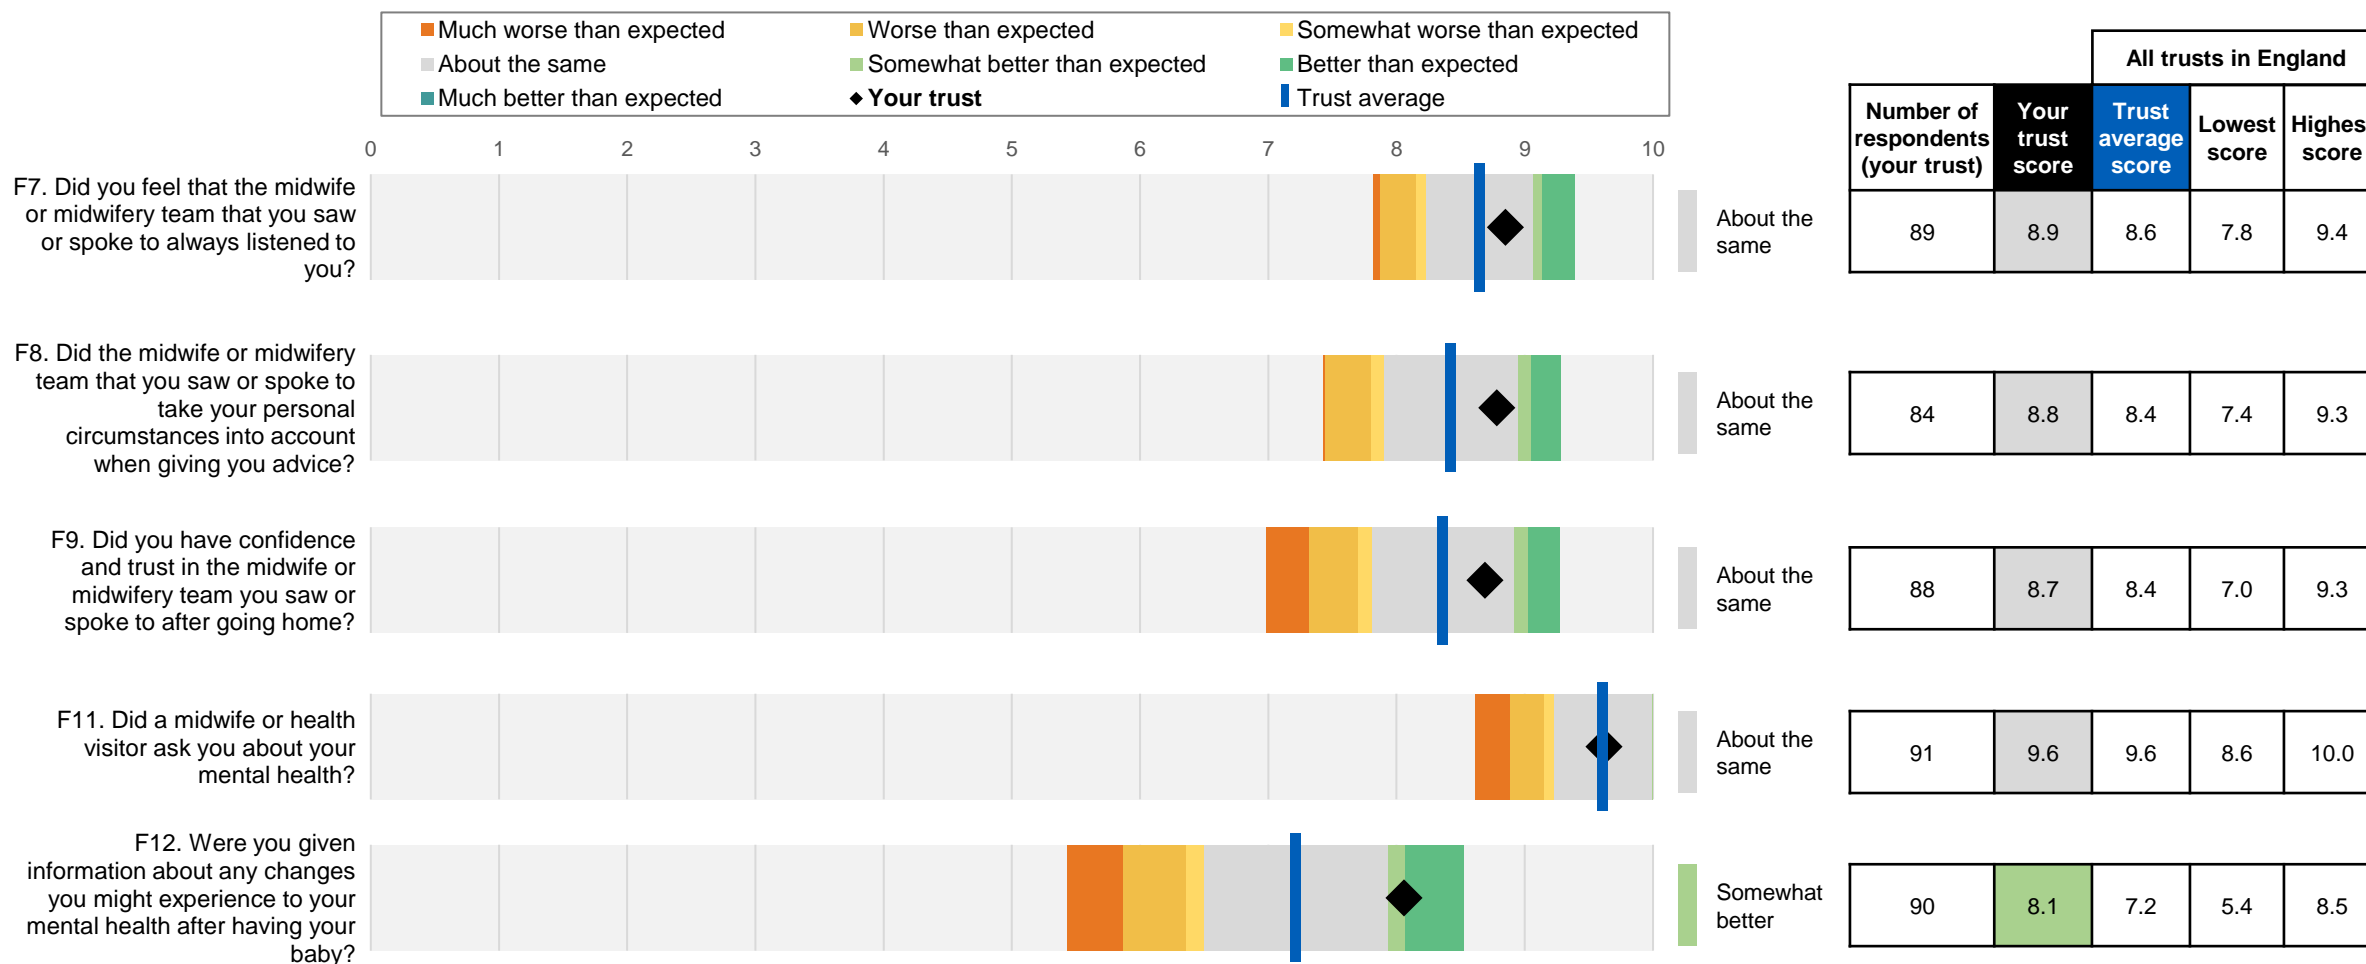 Much worse than expected
Worse than expected
Somewhat worse than expected
About the same
Somewhat better than expected
Better than expected
Much better than expected
Your trust
Trust average
All trusts in England
Number of
respondents
(your trust)
Your
trust
score
Trust
average
score
Lowest
score
Highes
score
0 1 2 3 4 5 6 7 8 9 10
F7. Did you feel that the midwife
or midwifery team that you saw
or spoke to always listened to
you?
About the
same
89 8.9 8.6 7.8 9.4
F8. Did the midwife or midwifery
team that you saw or spoke to
take your personal
circumstances into account
when giving you advice?
About the
same
84 8.8 8.4 7.4 9.3
F9. Did you have confidence
and trust in the midwife or
midwifery team you saw or
spoke to after going home?
About the
same
88 8.7 8.4 7.0 9.3
F11. Did a midwife or health
visitor ask you about your
mental health?
About the
same
91 9.6 9.6 8.6 10.0
F12. Were you given
information about any changes
you might experience to your
mental health after having your
baby?
Somewhat
better
90 8.1 7.2 5.4 8.5